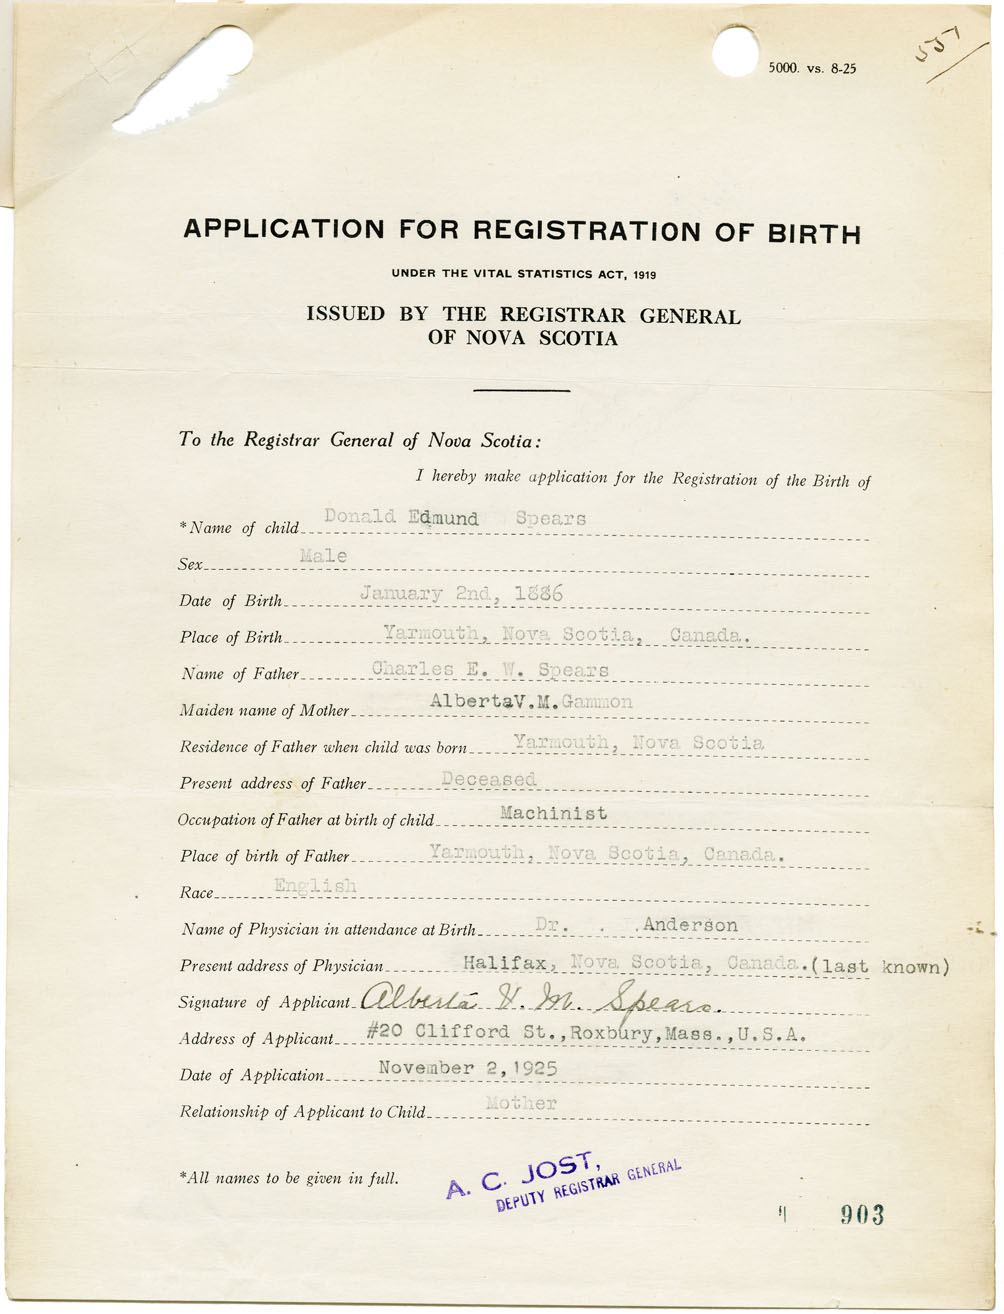 557
5000. vs. 8-25
APPLICATION FOR REGISTRATION OF BIRTH
UNDER THE VITAL STATISTICS ACT, 1919
ISSUED BY THE REGISTRAR GENERAL
OF NOVA SCOTIA
To the Registrar General of Nova Scotia:
I hereby make application for the Registration of the Birth of
*Name of child Donald Edmund Spears
Sex Male
Date of Birth January 2nd, 1886
Place of Birth Yarmouth, Nova Scotia, Canada.
Name of Father Charles E. W. Spears
Maiden name of Mother AlbertaV.M.Gammon
Residence of Father when child was born Yarmouth, Nova Scotia
Present address of Father Deceased
Occupation of Father at birth of child Machinist
Place of birth of Father Yarmouth, Nova Scotia, Canada.
Race English
Name of Physician in attendance at Birth Dr. . .Anderson
Present address of Physician Halifax, Nova Scotia, Canada.(last known)
Signature of Applicant Alberta V. M. Spears.
Address of Applicant #20 Clifford St.,Roxbury,Mass.,U.S.A.
Date of Application November 2,1925
Relationship of Applicant to Child Mother
*All names to be given in full.
A. C. JOST,
DEPUTY REGISTRAR GENERAL
903